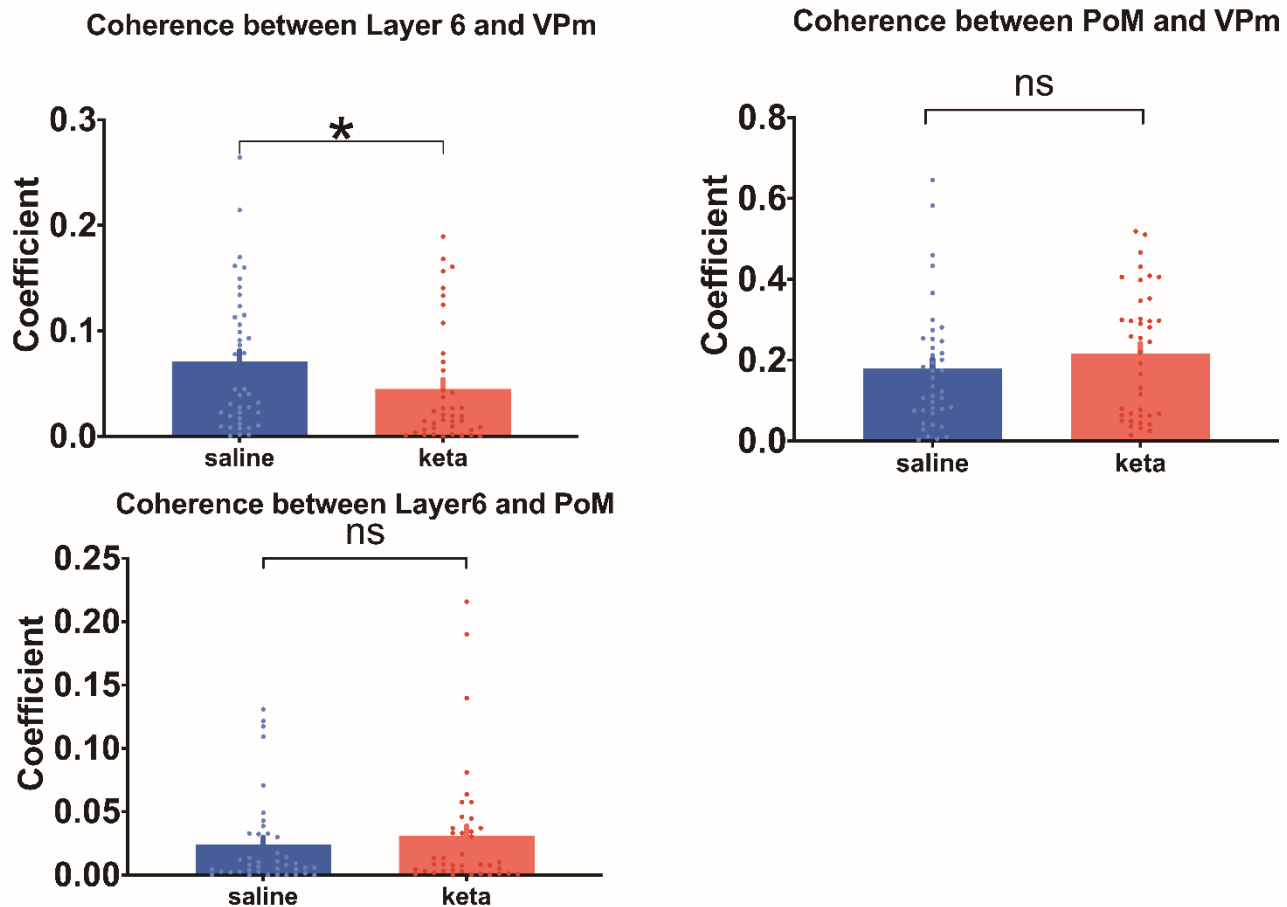 Coherence between Layer 6 and VPm
Coherence between PoM and VPm
*
0.3
0.2
0.1
0.0
Coefficient
saline
keta
ns
0.8
0.6
0.4
0.2
0.0
Coefficient
saline
keta
Coherence between Layer6 and PoM
ns
0.25
0.20
0.15
0.10
0.05
0.00
Coefficient
saline
keta